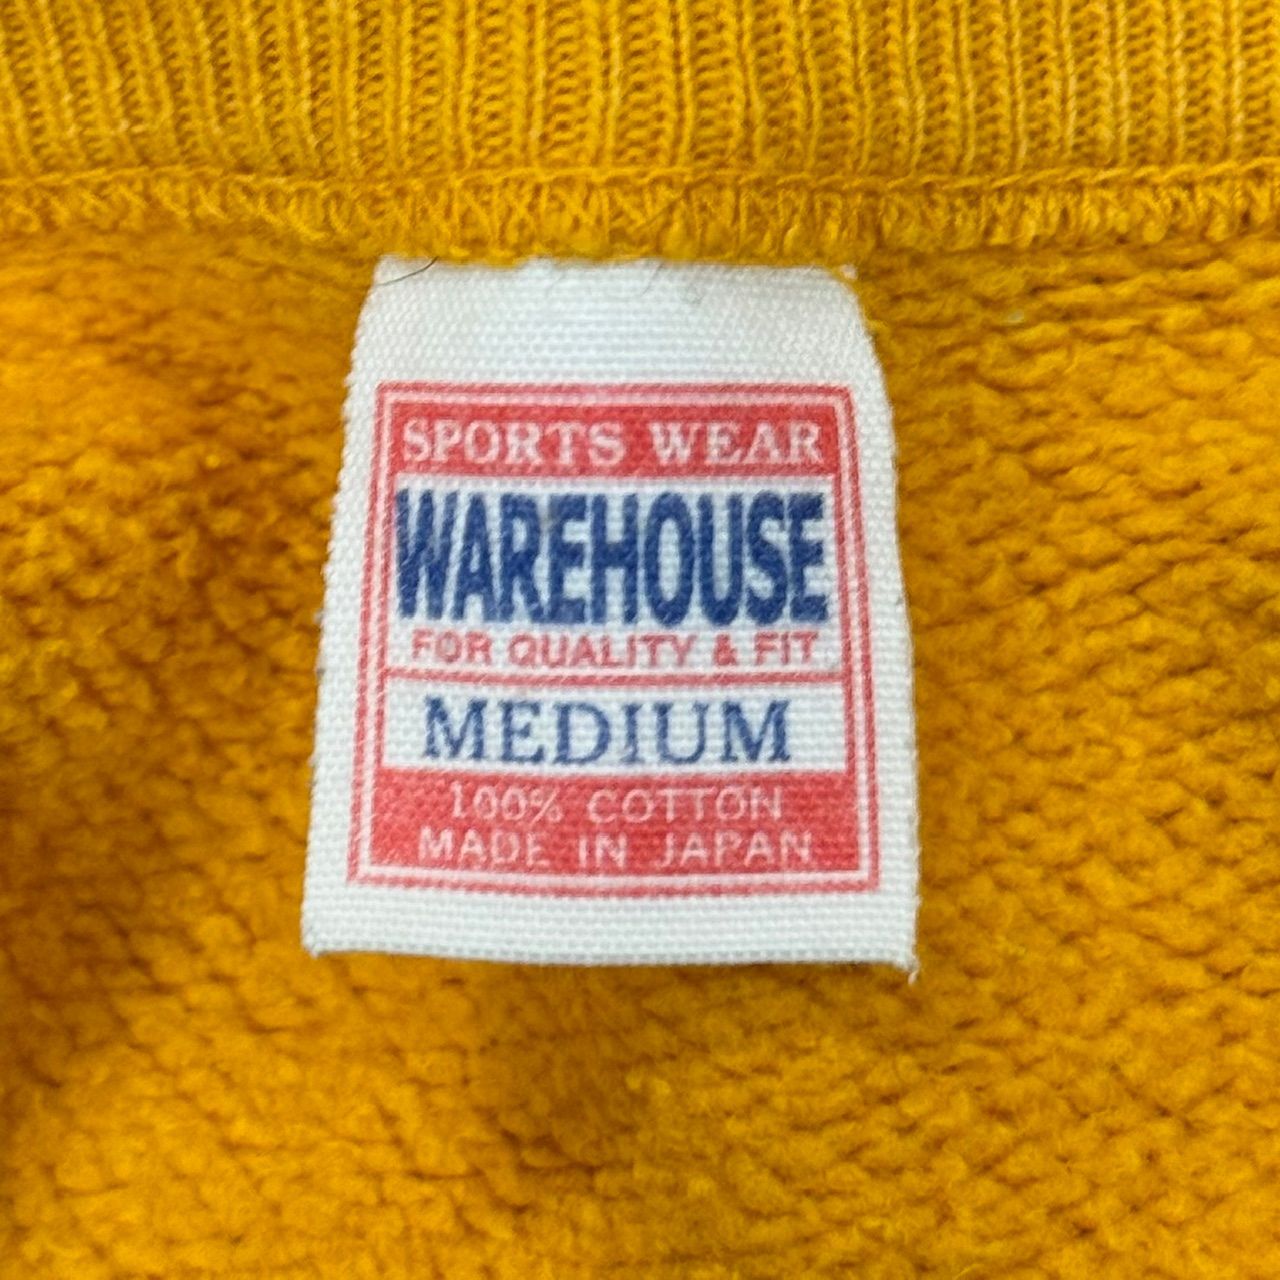 SPORTS WEAR
WAREHOUSE
FOR QUALITY & FIT
MEDIUM
100% COTTON
MADE IN JAPAN